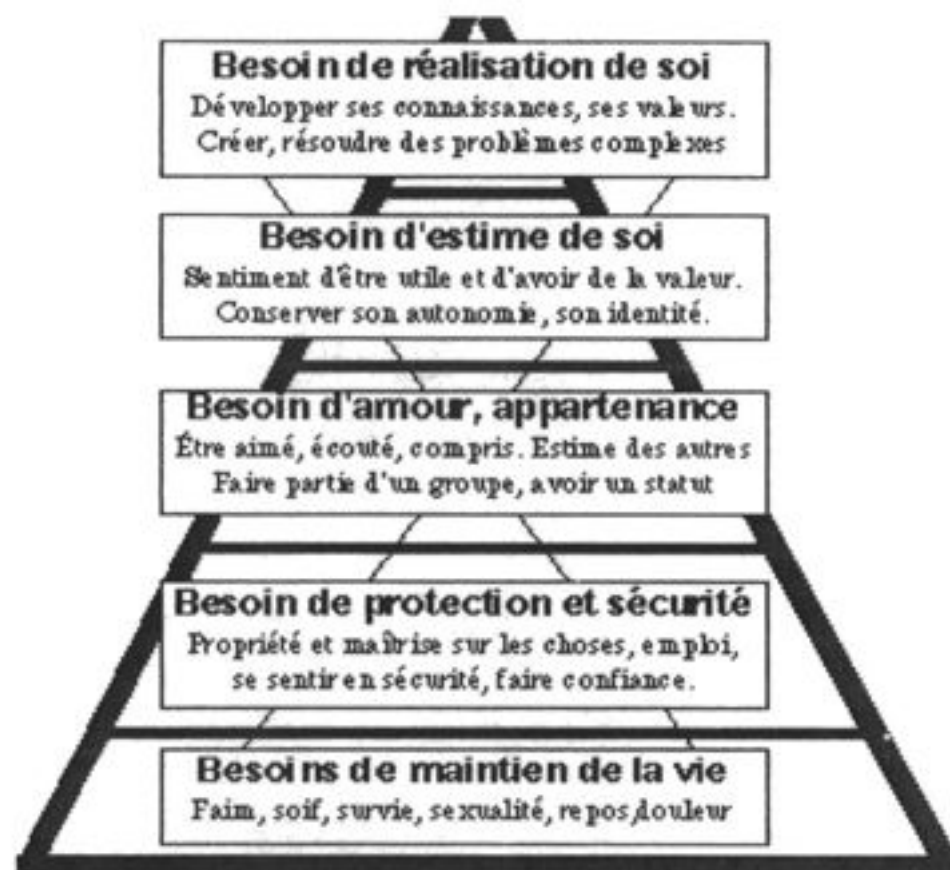 Besoin de réalisation de soi
Développer ses connaissances, ses valeurs.
Créer, résoudre des problèmes complexes
Besoin d'estime de soi
Sentiment d'être utile et d'avoir de la valeur.
Conserver son autonomie, son identité.
Besoin d'amour, appartenance
Être aimé, écouté, compris. Estime des autres
Faire partie d'un groupe, avoir un statut
Besoin de protection et sécurité
Propriété et maîtrise sur les choses, emploi,
se sentir en sécurité, faire confiance.
Besoins de maintien de la vie
Faim, soif, survie, sexualité, repos,douleur